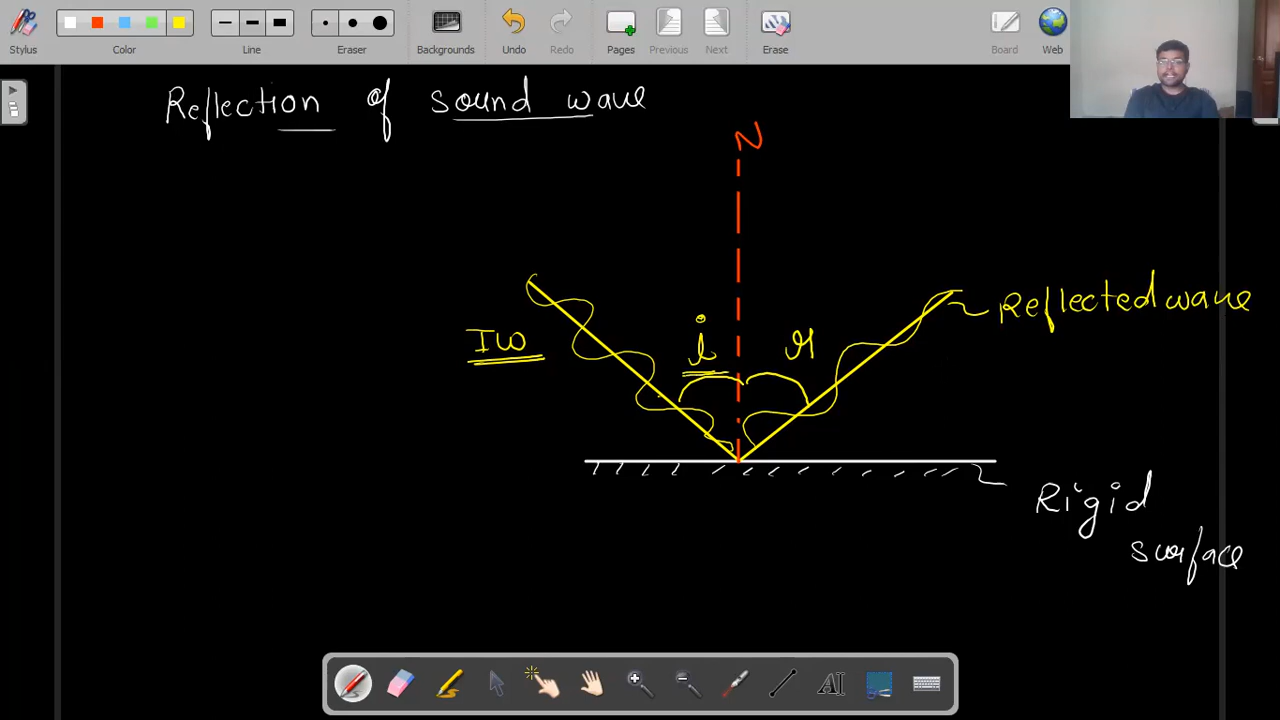 Stylus
Color
Line
Eraser
Backgrounds
Undo
Redo
Pages
Previous
Next
Erase
Board
Web
Reflection of sound wave
N
Reflected wave
IW
i
r
Rigid
surface
AI